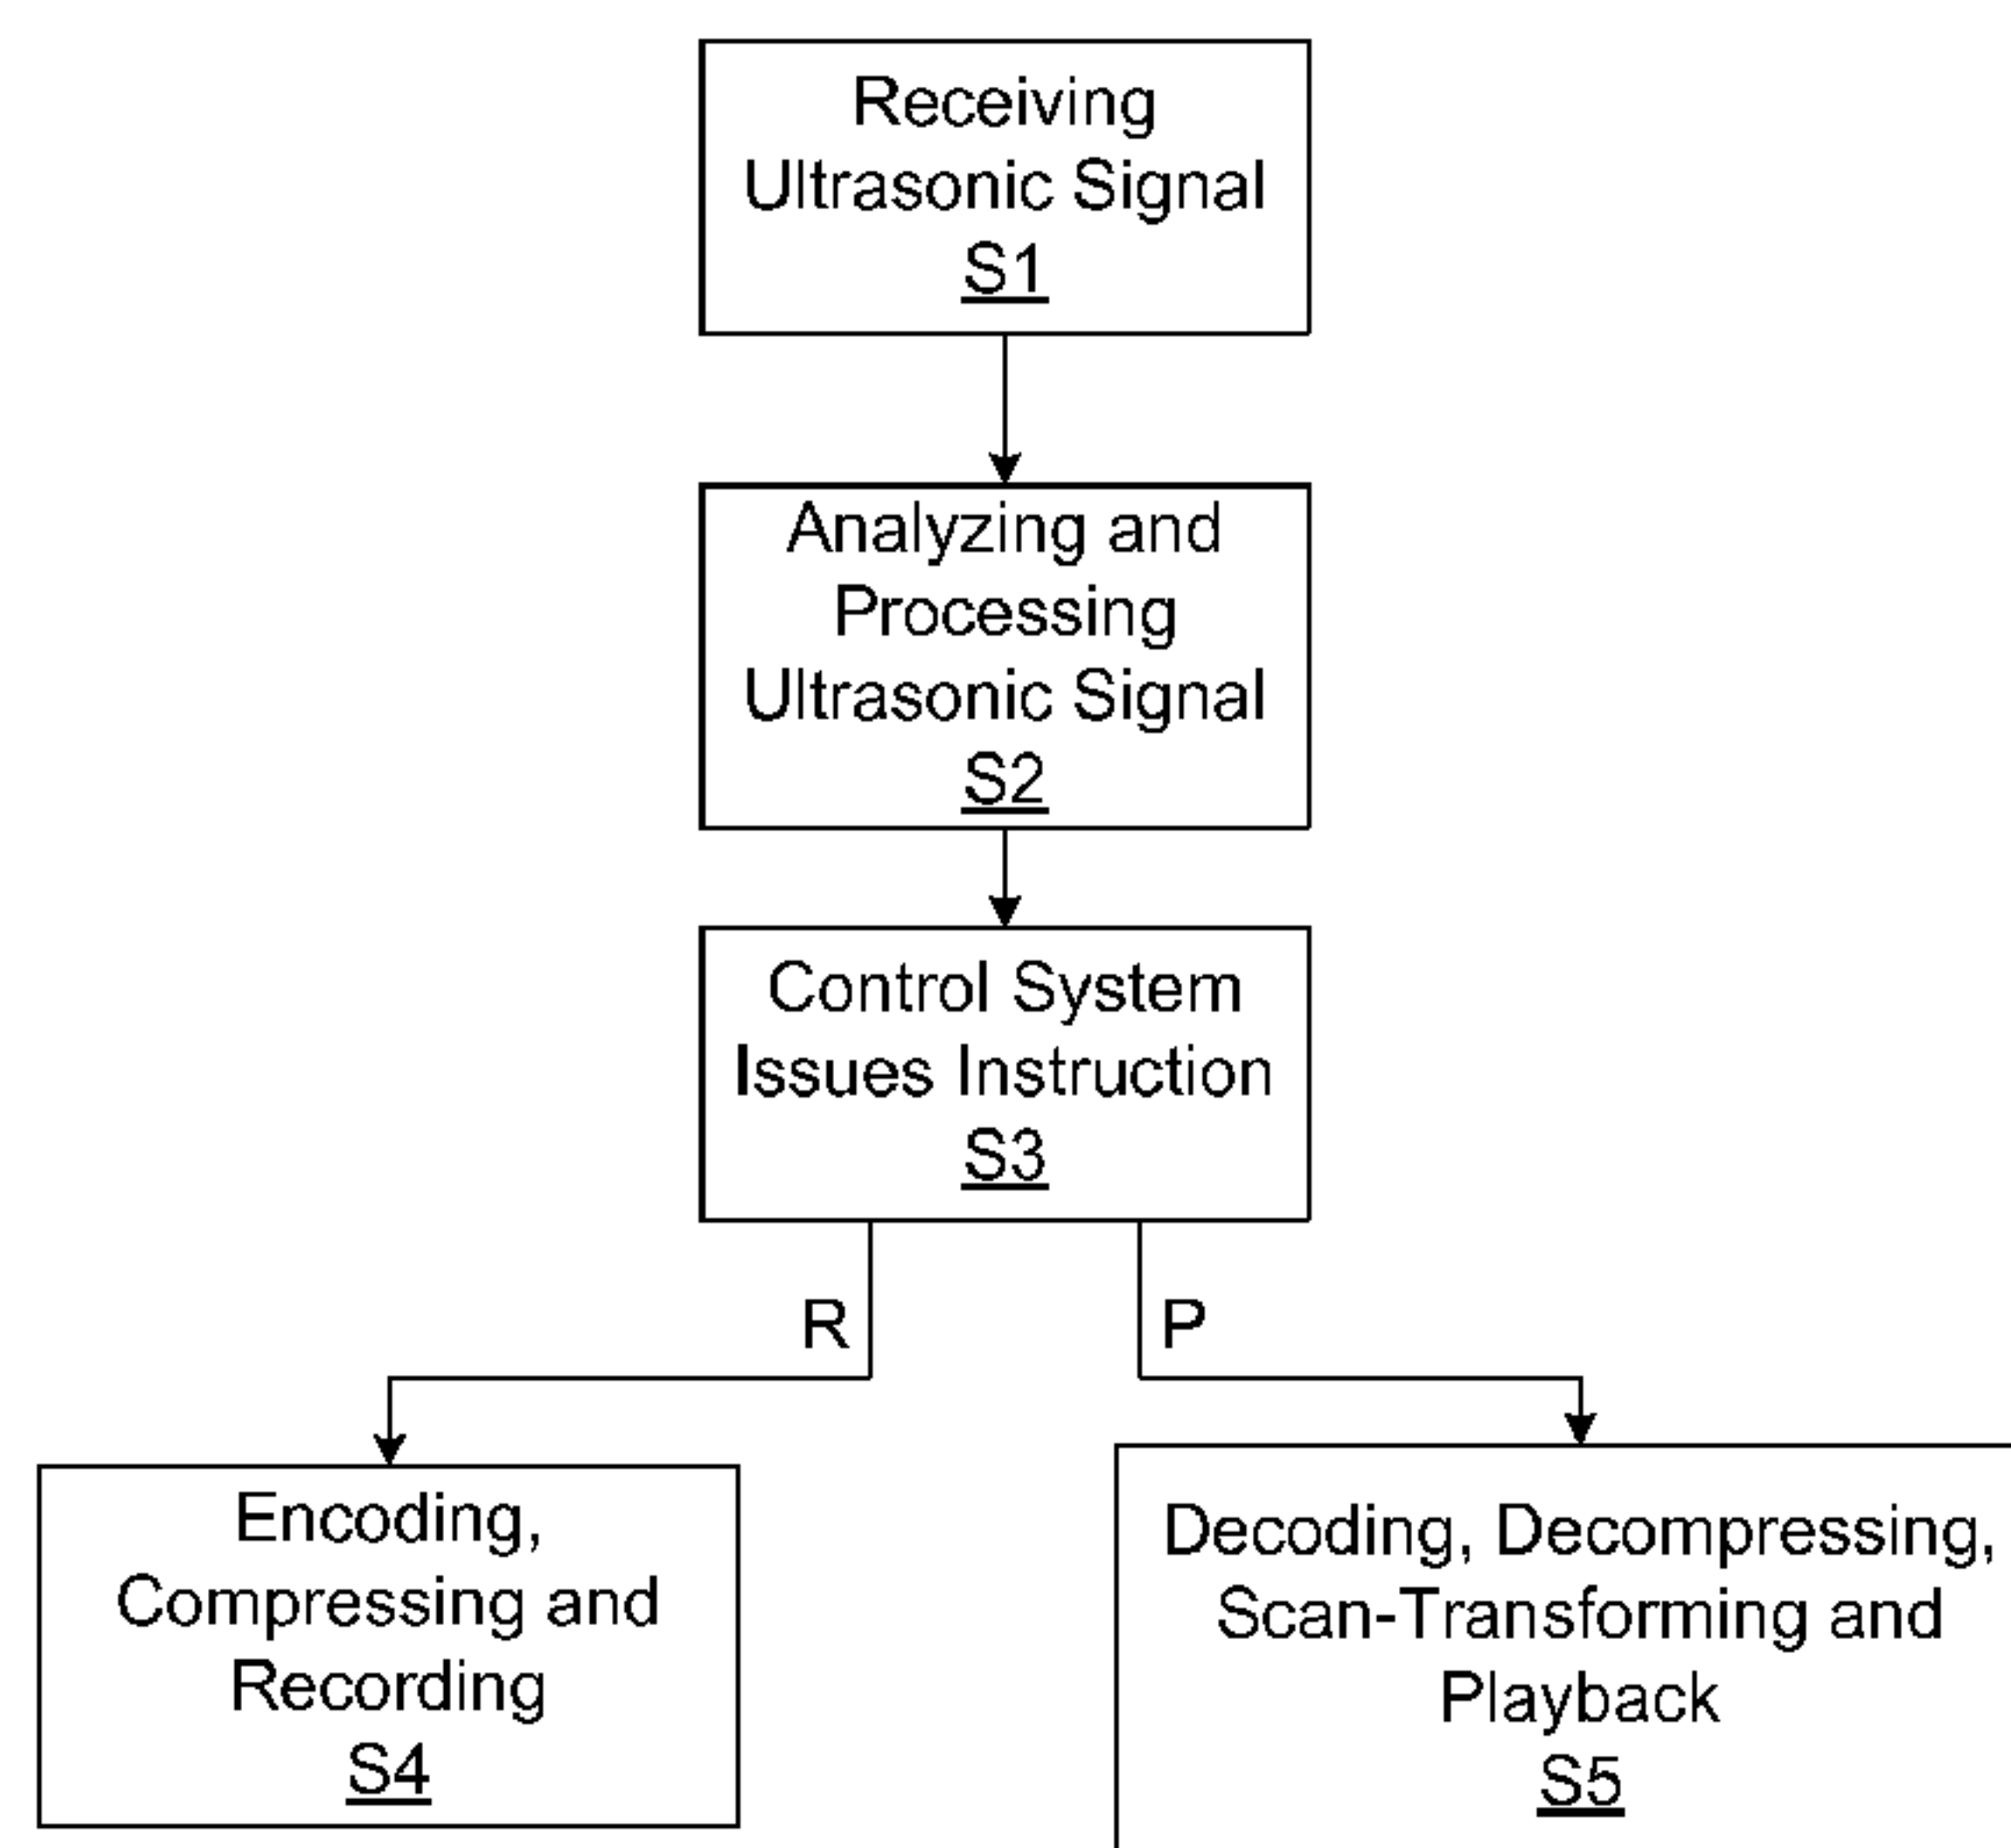 Receiving
Ultrasonic Signal
S1
Analyzing and
Processing
Ultrasonic Signal
S2
Control System
Issues Instruction
S3
R
P
Encoding,
Compressing and
Recording
S4
Decoding, Decompressing,
Scan-Transforming and
Playback
S5